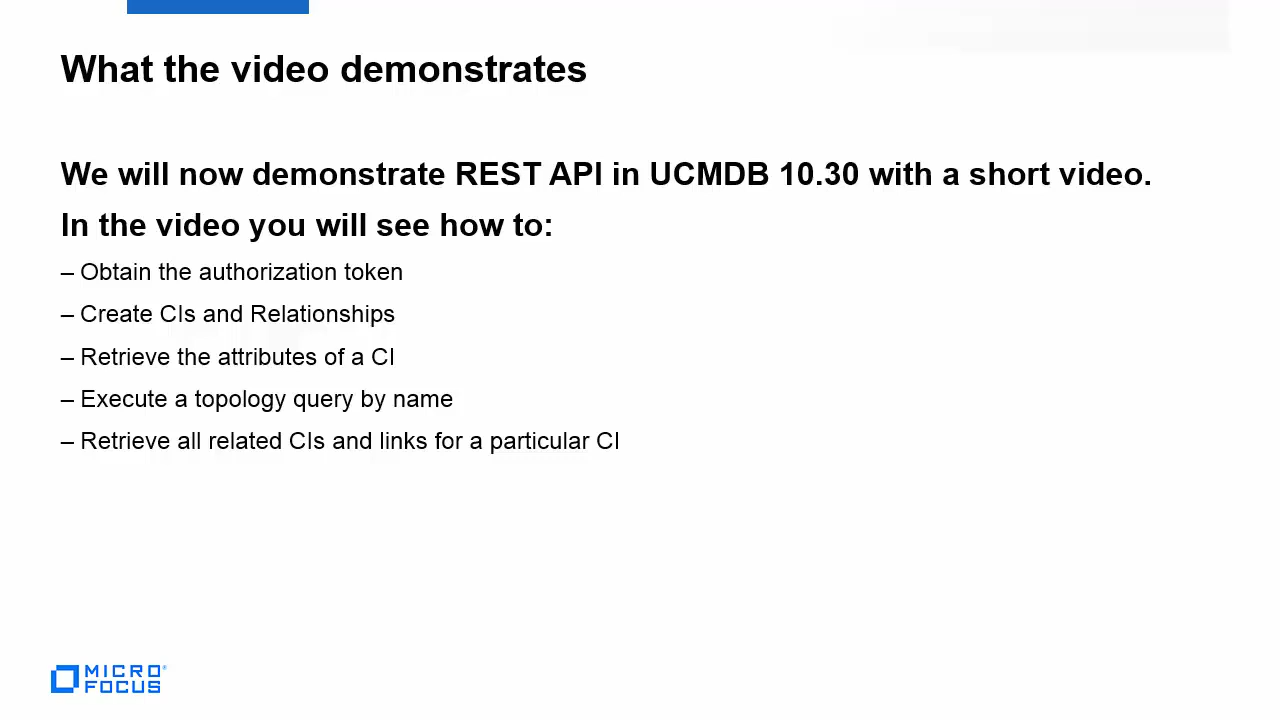 What the video demonstrates
We will now demonstrate REST API in UCMDB 10.30 with a short video.
In the video you will see how to:
– Obtain the authorization token
– Create CIs and Relationships
– Retrieve the attributes of a CI
– Execute a topology query by name
– Retrieve all related CIs and links for a particular CI
MICRO®
FOCUS